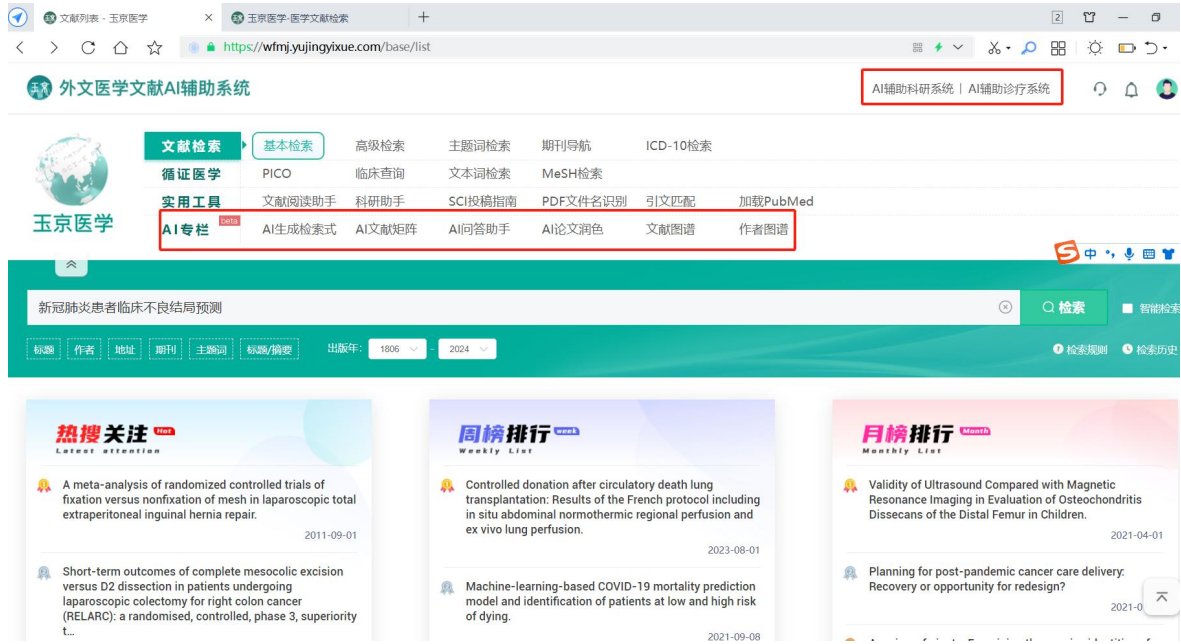 文献列表 - 玉京医学
玉京医学-医学文献检索
2
https://wfmj.yujingyixue.com/base/list
外文医学文献AI辅助系统
AI辅助科研系统 | AI辅助诊疗系统
文献检索 基本检索 高级检索 主题词检索 期刊导航 ICD-10检索
循证医学 PICO 临床查询 文本词检索 MeSH检索
实用工具 文献阅读助手 科研助手 SCI投稿指南 PDF文件名识别 引文匹配 加载PubMed
AI专栏 beta AI生成检索式 AI文献矩阵 AI问答助手 AI论文润色 文献图谱 作者图谱
玉京医学
中
新冠肺炎患者临床不良结局预测
检索
智能检索
标题 作者 地址 期刊 主题词 标题/摘要 出版年: 1806 - 2024
检索规则 检索历史
热搜关注 Hot
Latest attention
A meta-analysis of randomized controlled trials of
fixation versus nonfixation of mesh in laparoscopic total
extraperitoneal inguinal hernia repair.
2011-09-01
Short-term outcomes of complete mesocolic excision
versus D2 dissection in patients undergoing
laparoscopic colectomy for right colon cancer
(RELARC): a randomised, controlled, phase 3, superiority
t...
周榜排行 week
Weekly List
Controlled donation after circulatory death lung
transplantation: Results of the French protocol including
in situ abdominal normothermic regional perfusion and
ex vivo lung perfusion.
2023-08-01
Machine-learning-based COVID-19 mortality prediction
model and identification of patients at low and high risk
of dying.
2021-09-08
月榜排行 Month
Monthly List
Validity of Ultrasound Compared with Magnetic
Resonance Imaging in Evaluation of Osteochondritis
Dissecans of the Distal Femur in Children.
2021-04-01
Planning for post-pandemic cancer care delivery:
Recovery or opportunity for redesign?
2021-0